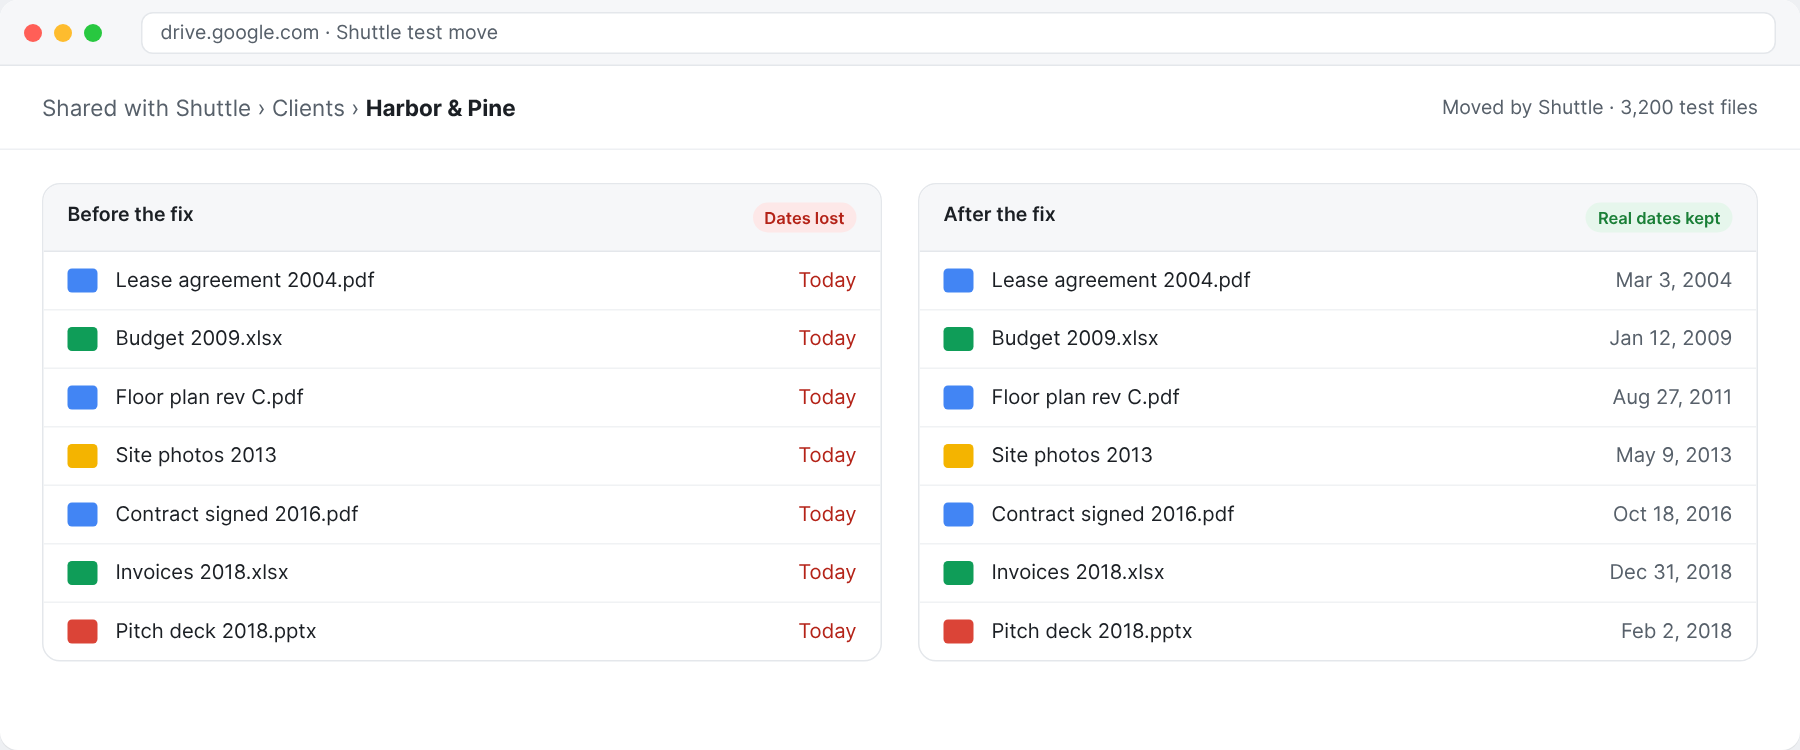 drive.google.com · Shuttle test move
Shared with Shuttle › Clients › Harbor & Pine
Moved by Shuttle · 3,200 test files
Before the fix
Dates lost
Lease agreement 2004.pdf Today
Budget 2009.xlsx Today
Floor plan rev C.pdf Today
Site photos 2013 Today
Contract signed 2016.pdf Today
Invoices 2018.xlsx Today
Pitch deck 2018.pptx Today
After the fix
Real dates kept
Lease agreement 2004.pdf Mar 3, 2004
Budget 2009.xlsx Jan 12, 2009
Floor plan rev C.pdf Aug 27, 2011
Site photos 2013 May 9, 2013
Contract signed 2016.pdf Oct 18, 2016
Invoices 2018.xlsx Dec 31, 2018
Pitch deck 2018.pptx Feb 2, 2018